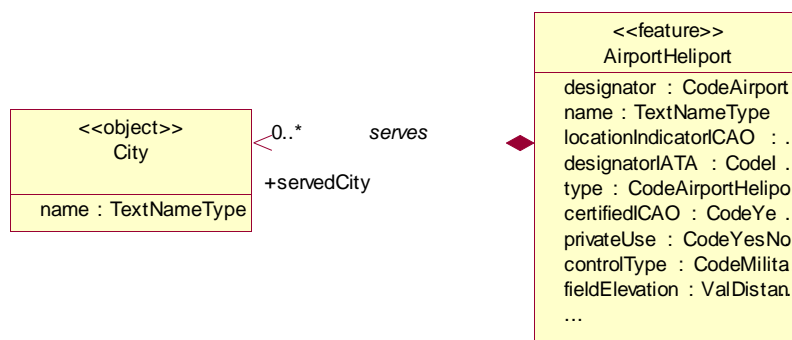 <<object>>
City
name : TextNameType
0..*
serves
+servedCity
<<feature>>
AirportHeliport
designator : CodeAirport
name : TextNameType
locationIndicatorICAO : .
designatorIATA : CodeI .
type : CodeAirportHelipo
certifiedICAO : CodeYe .
privateUse : CodeYesNo
controlType : CodeMilita
fieldElevation : ValDistan.
...